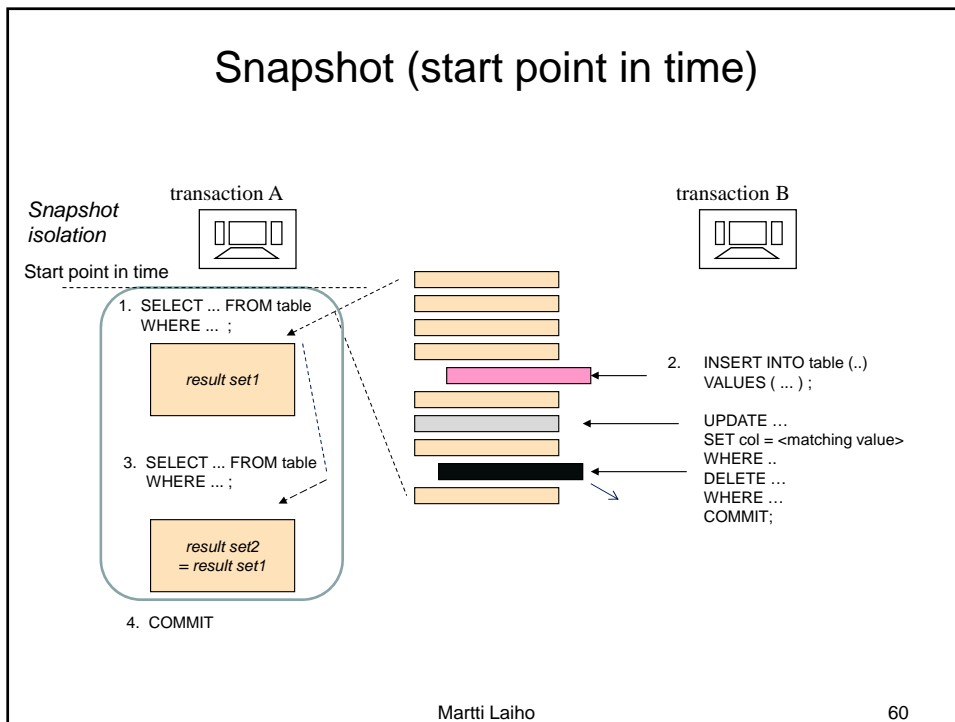 Snapshot (start point in time)
transaction A
transaction B
Snapshot
isolation
Start point in time
1. SELECT ... FROM table
WHERE ... ;
result set1
2. INSERT INTO table (..)
VALUES ( ... ) ;
UPDATE …
SET col = <matching value>
WHERE ..
DELETE …
WHERE …
COMMIT;
3. SELECT ... FROM table
WHERE ... ;
result set2
= result set1
4. COMMIT
Martti Laiho
60